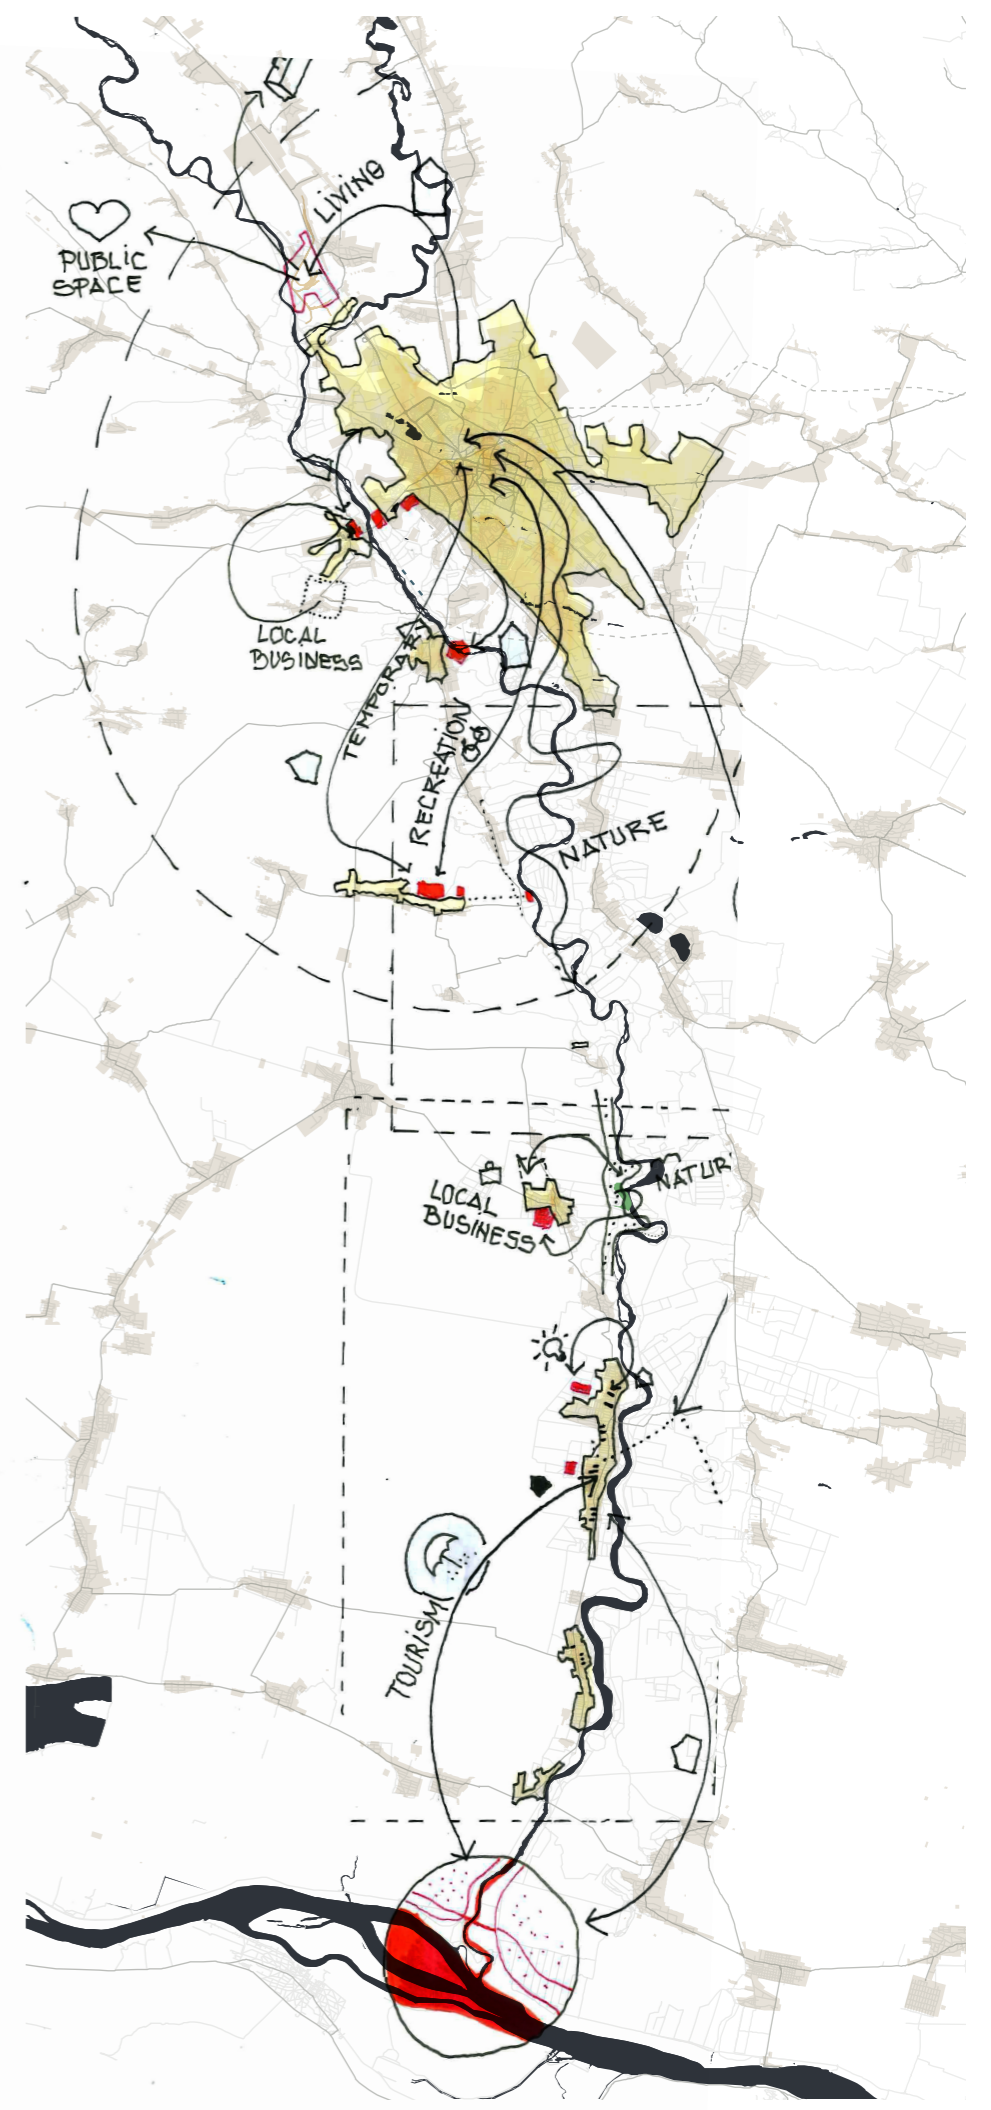 LIVING
PUBLIC
SPACE
LOCAL
BUSINESS
TEMPORARY
RECREATION
NATURE
NATUR
LOCAL
BUSINESS
TOURISM